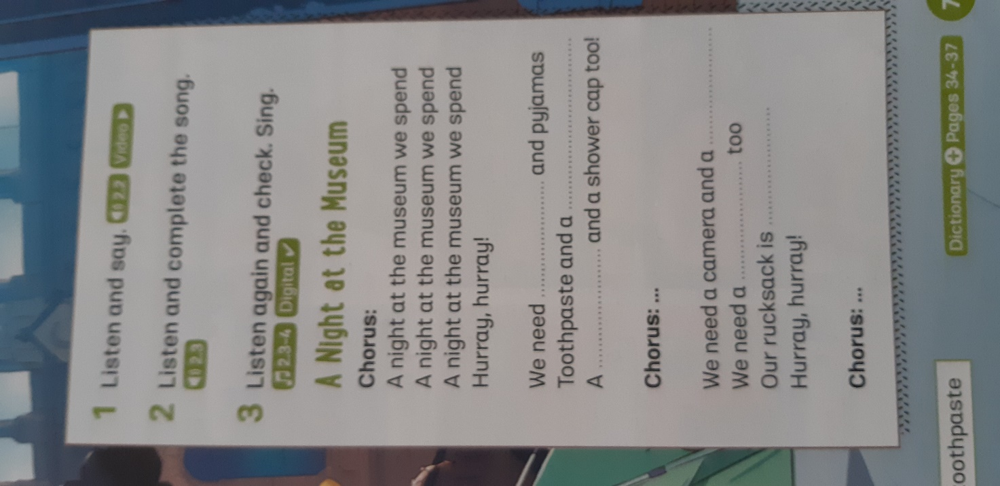 1 Listen and say. 2.2 Video
2 Listen and complete the song.
2.3
3 Listen again and check. Sing.
2.3-4 Digital
A Night at the Museum
Chorus:
A night at the museum we spend
A night at the museum we spend
A night at the museum we spend
Hurray, hurray!
We need .................... and pyjamas
Toothpaste and a ..............................
A .................... and a shower cap too!
Chorus: ...
We need a camera and a ....................
We need a .................... too
Our rucksack is ....................
Hurray, hurray!
Chorus: ...
oothpaste
Dictionary + Pages 34-37
7